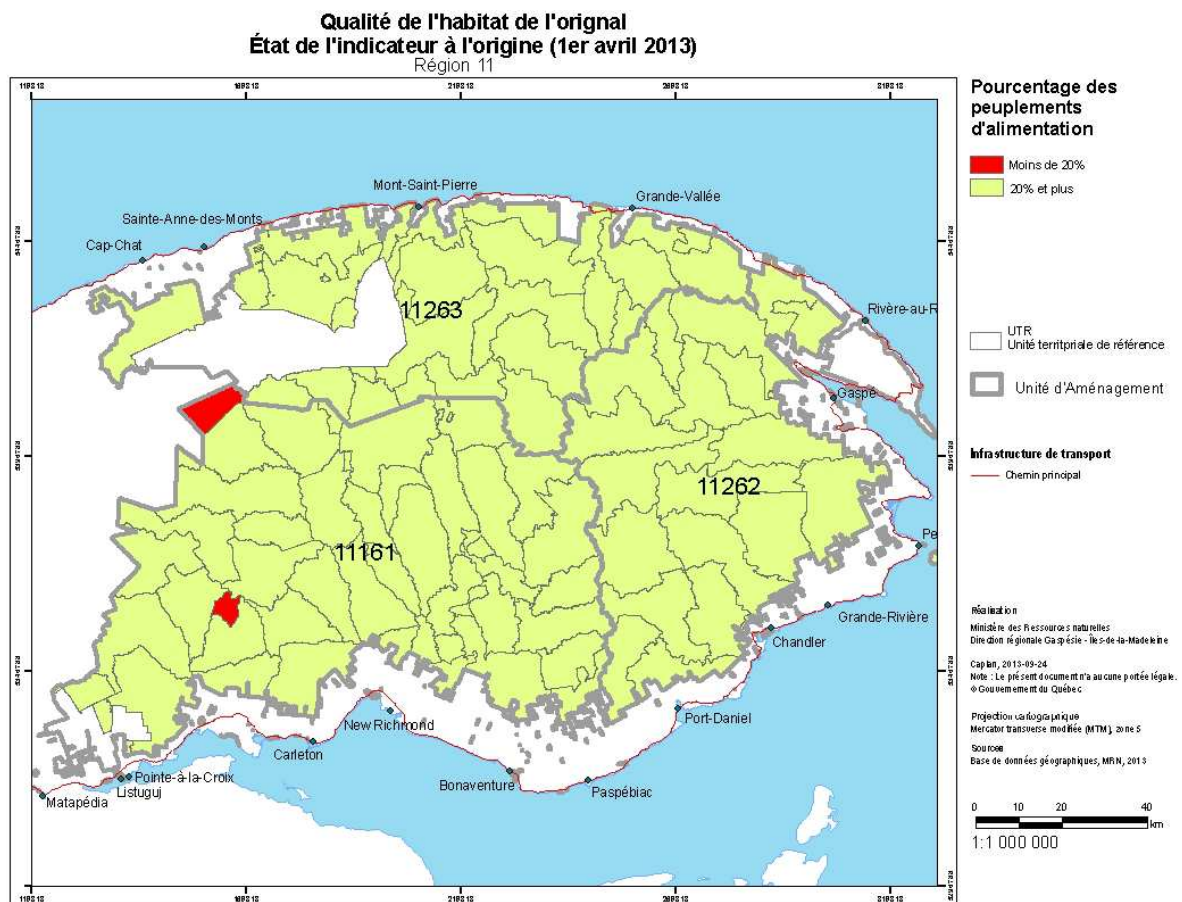 Qualité de l'habitat de l'orignal
État de l'indicateur à l'origine (1er avril 2013)
Région 11
Pourcentage des
peuplements
d'alimentation
Moins de 20%
20% et plus
Mont-Saint-Pierre
Grande-Vallée
Sainte-Anne-des-Monts
Cap-Chat
11263
Rivère-au-R
UTR
Unité territpriale de référence
Unité d'Aménagement
Gaspé
Infrastructure de transport
Chemin principal
11262
11161
Pe
Grande-Rivière
Chandler
Port-Daniel
New Richmond
Carleton
Bonaventure
Paspébiac
Pointe-à-la-Croix
Listuguj
Matapédia
Réalisation
Ministère des Ressources naturelles
Direction régionale Gaspésie - Îles-de-la-Madeleine
Caplan, 2013-09-24
Note : Le présent document n'a aucune portée légale.
© Gouvernement du Québec
Projection cartographique
Mercator transverse modifiée (MTM), zone 5
Sources
Base de données géographiques, MRN, 2013
0 10 20 40
km
1:1 000 000